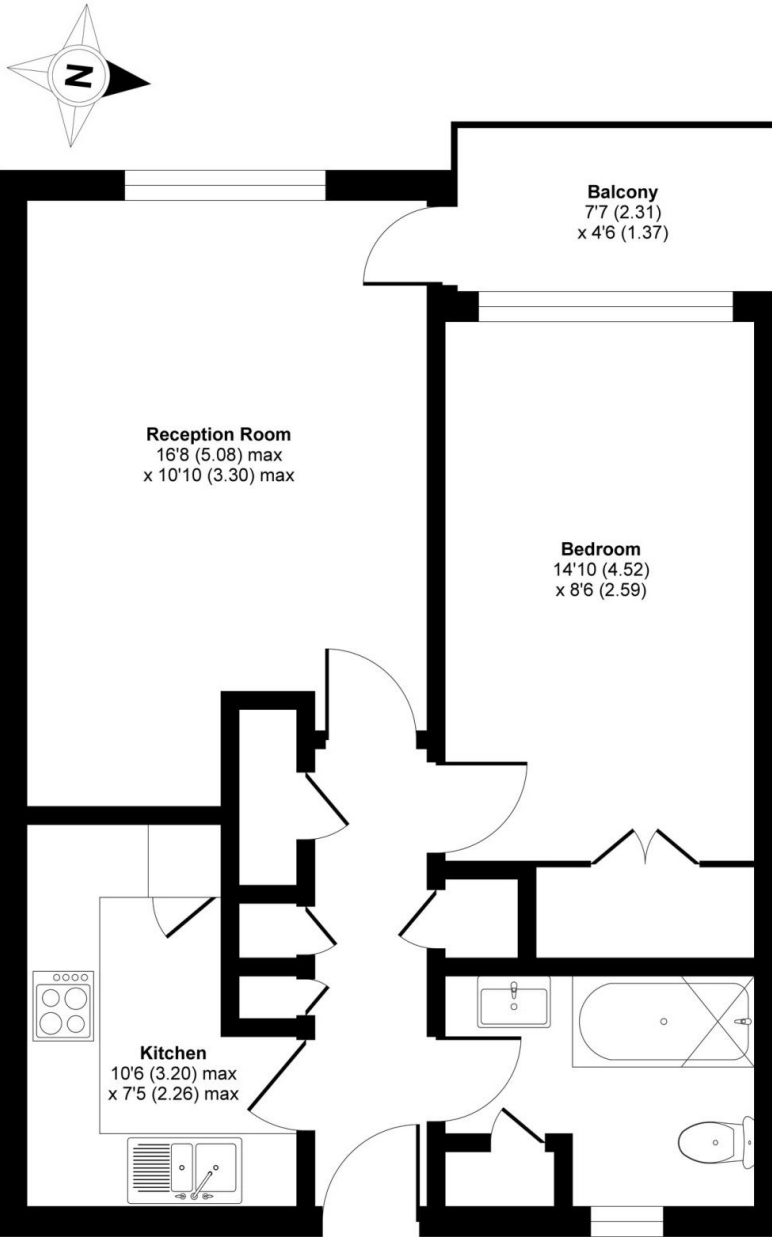 N
Balcony
7'7 (2.31)
x 4'6 (1.37)
Reception Room
16'8 (5.08) max
x 10'10 (3.30) max
Bedroom
14'10 (4.52)
x 8'6 (2.59)
Kitchen
10'6 (3.20) max
x 7'5 (2.26) max